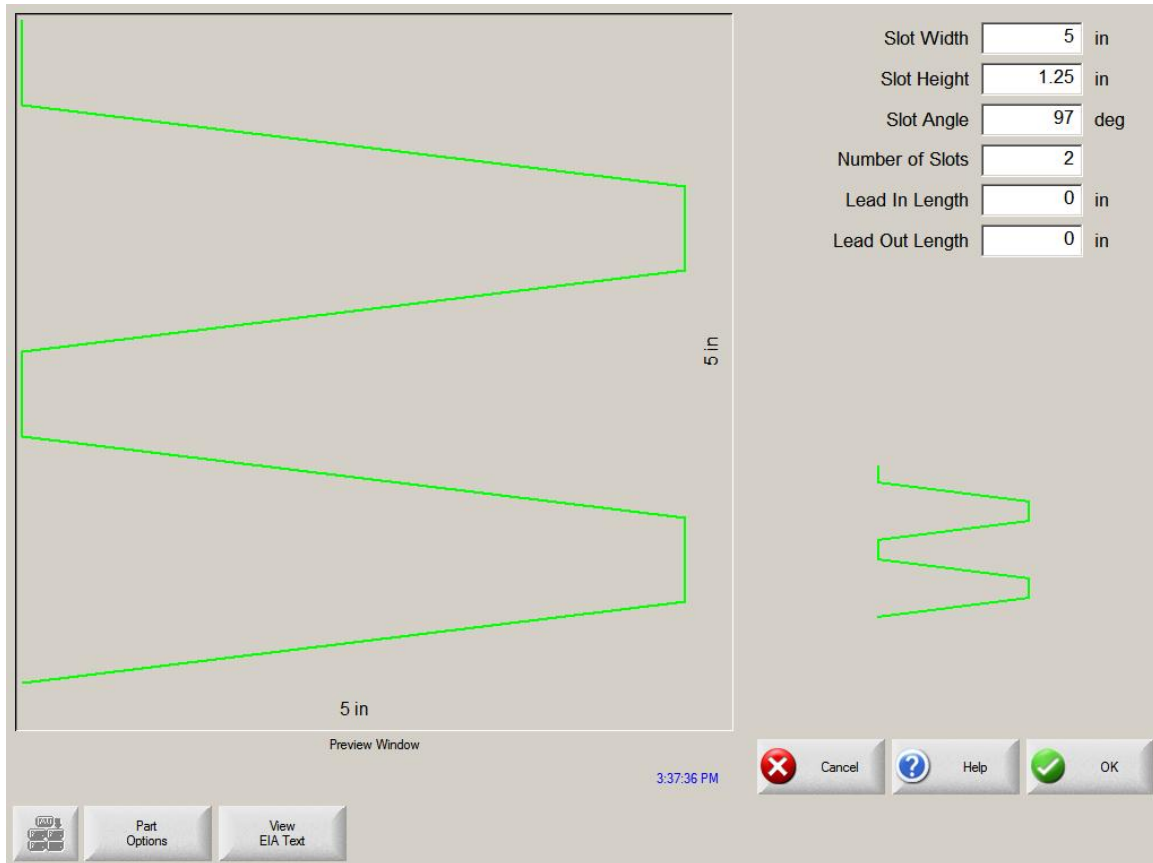 Slot Width 5 in
Slot Height 1.25 in
Slot Angle 97 deg
Number of Slots 2
Lead In Length 0 in
Lead Out Length 0 in
5 in
5 in
Preview Window
3:37:36 PM
Cancel
Help
OK
Part
Options
View
EIA Text